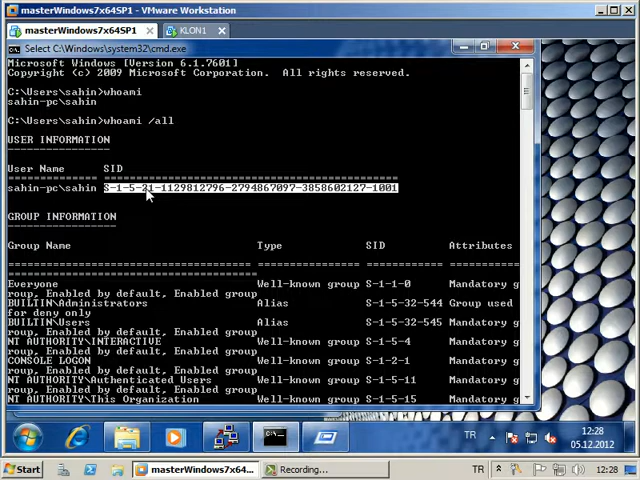 masterWindows7x64SP1 - VMware Workstation
masterWindows7x64SP1
KLON1
Select C:\Windows\system32\cmd.exe
Microsoft Windows [Version 6.1.7601]
Copyright (c) 2009 Microsoft Corporation.  All rights reserved.
C:\Users\sahin>whoami
sahin-pc\sahin
C:\Users\sahin>whoami /all
USER INFORMATION
----------------
User Name      SID
============== ==============================================
sahin-pc\sahin S-1-5-21-1129812796-2794867097-3858602127-1001
GROUP INFORMATION
-----------------
Group Name Type SID Attributes
Everyone Well-known group S-1-1-0 Mandatory g
roup, Enabled by default, Enabled group
BUILTIN\Administrators Alias S-1-5-32-544 Group used
for deny only
BUILTIN\Users Alias S-1-5-32-545 Mandatory g
roup, Enabled by default, Enabled group
NT AUTHORITY\INTERACTIVE Well-known group S-1-5-4 Mandatory g
roup, Enabled by default, Enabled group
CONSOLE LOGON Well-known group S-1-2-1 Mandatory g
roup, Enabled by default, Enabled group
NT AUTHORITY\Authenticated Users Well-known group S-1-5-11 Mandatory g
roup, Enabled by default, Enabled group
NT AUTHORITY\This Organization Well-known group S-1-5-15 Mandatory g
TR
12:28
05.12.2012
Start
masterWindows7x64...
Recording...
TR
12:28